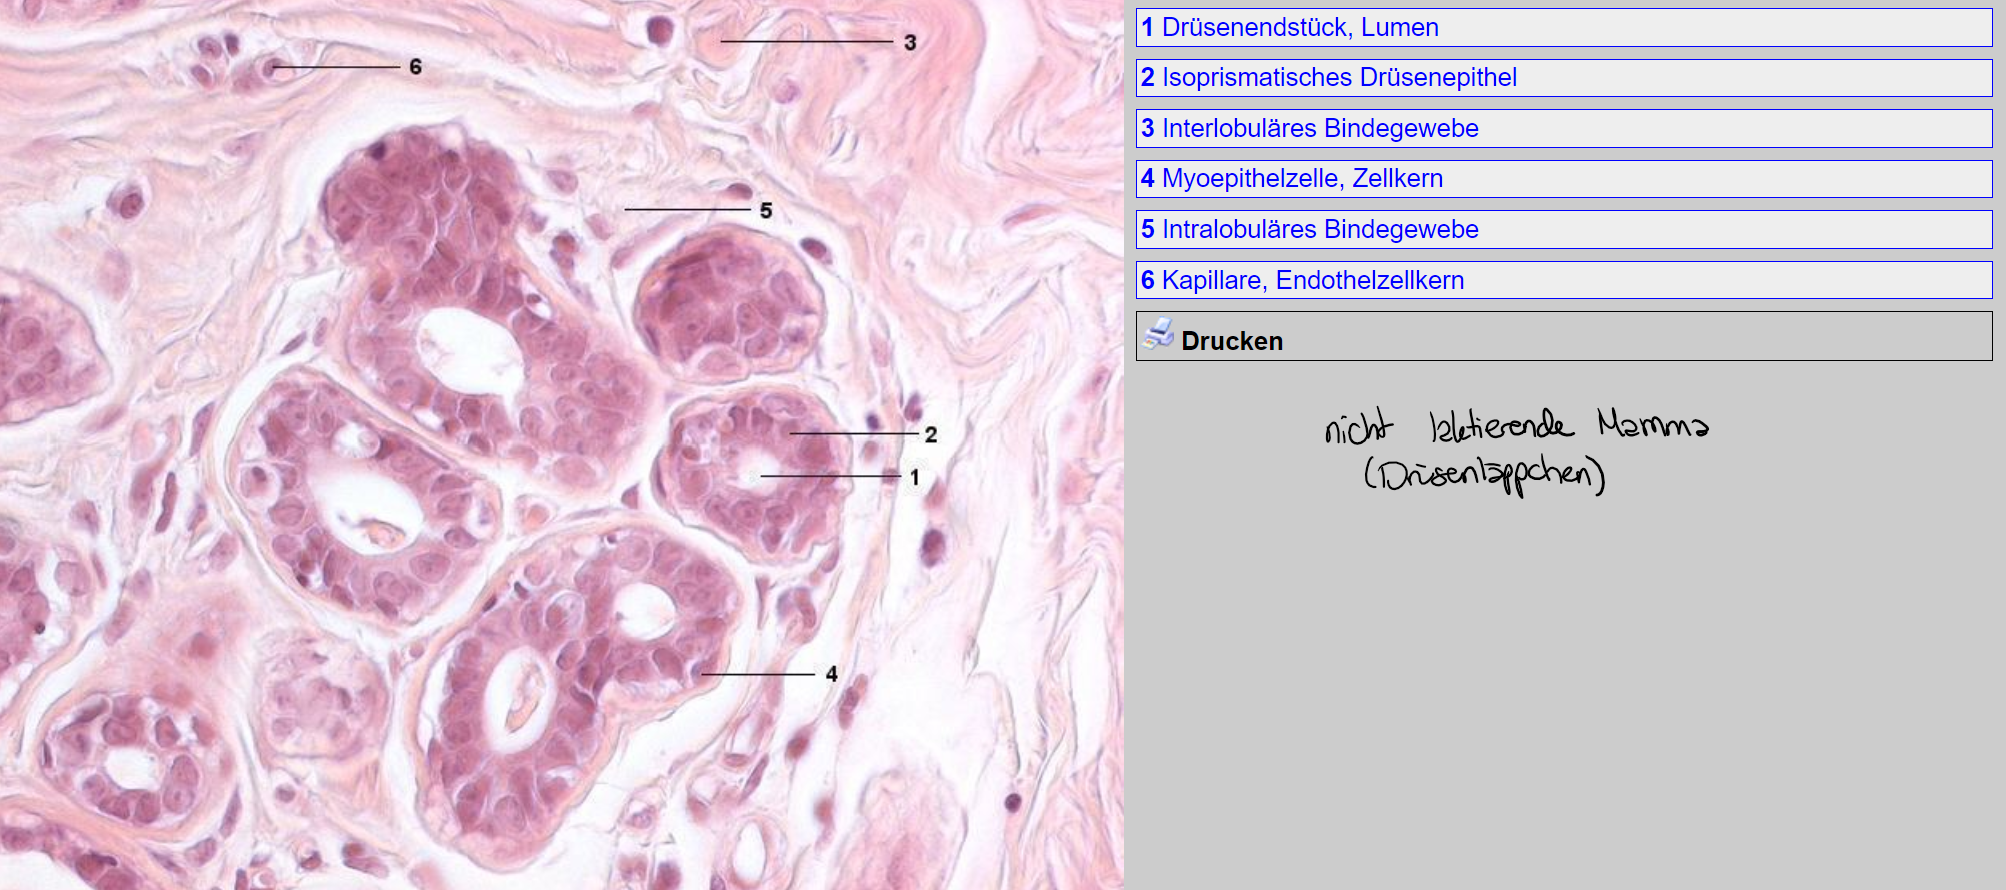 6
3
5
2
1
4
1 Drüsenendstück, Lumen
2 Isoprismatisches Drüsenepithel
3 Interlobuläres Bindegewebe
4 Myoepithelzelle, Zellkern
5 Intralobuläres Bindegewebe
6 Kapillare, Endothelzellkern
Drucken
nicht laktierende Mamma
(Drüsenläppchen)